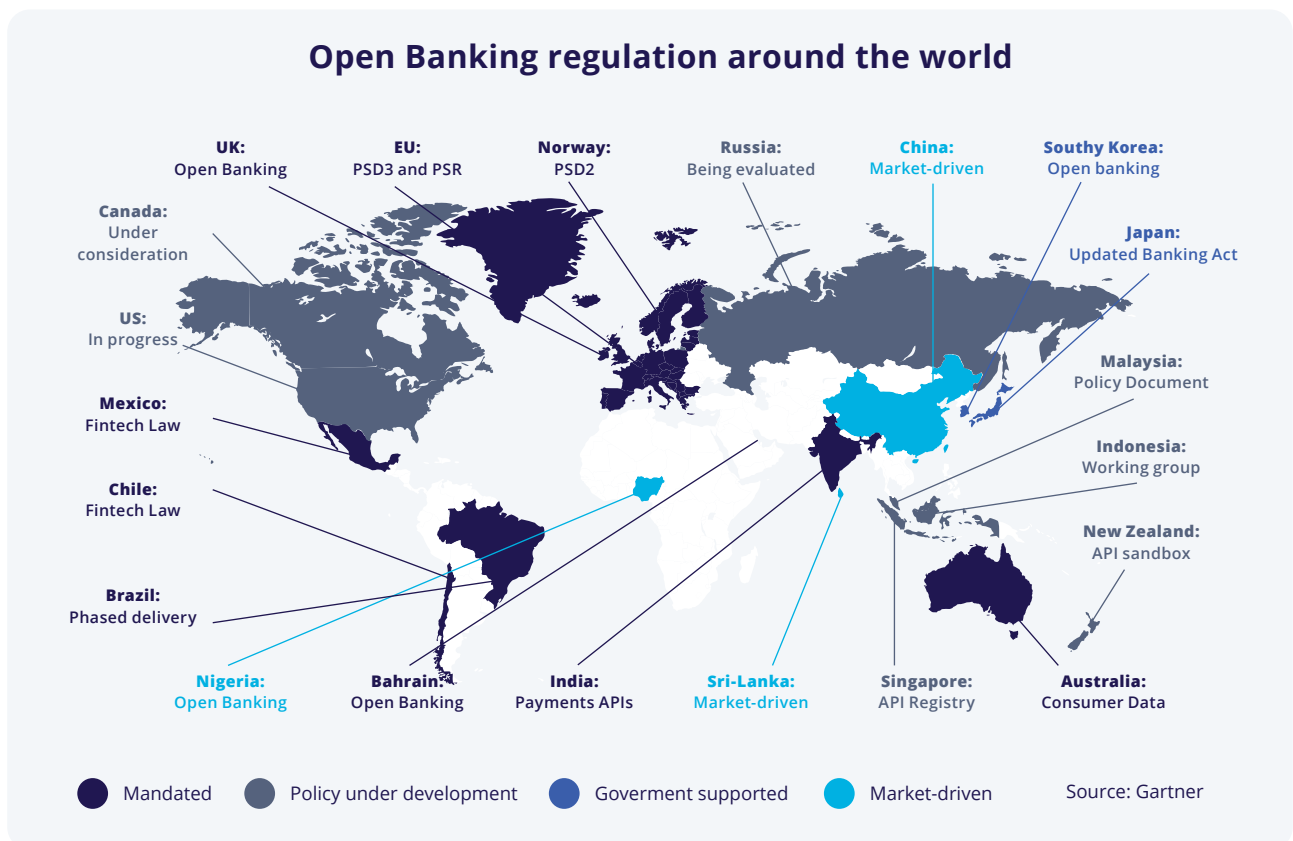 Open Banking regulation around the world
UK:
Open Banking
EU:
PSD3 and PSR
Norway:
PSD2
Russia:
Being evaluated
China:
Market-driven
Southy Korea:
Open banking
Canada:
Under
consideration
Japan:
Updated Banking Act
US:
In progress
Malaysia:
Policy Document
Mexico:
Fintech Law
Indonesia:
Working group
Chile:
Fintech Law
New Zealand:
API sandbox
Brazil:
Phased delivery
Nigeria:
Open Banking
Bahrain:
Open Banking
India:
Payments APIs
Sri-Lanka:
Market-driven
Singapore:
API Registry
Australia:
Consumer Data
Mandated
Policy under development
Goverment supported
Market-driven
Source: Gartner